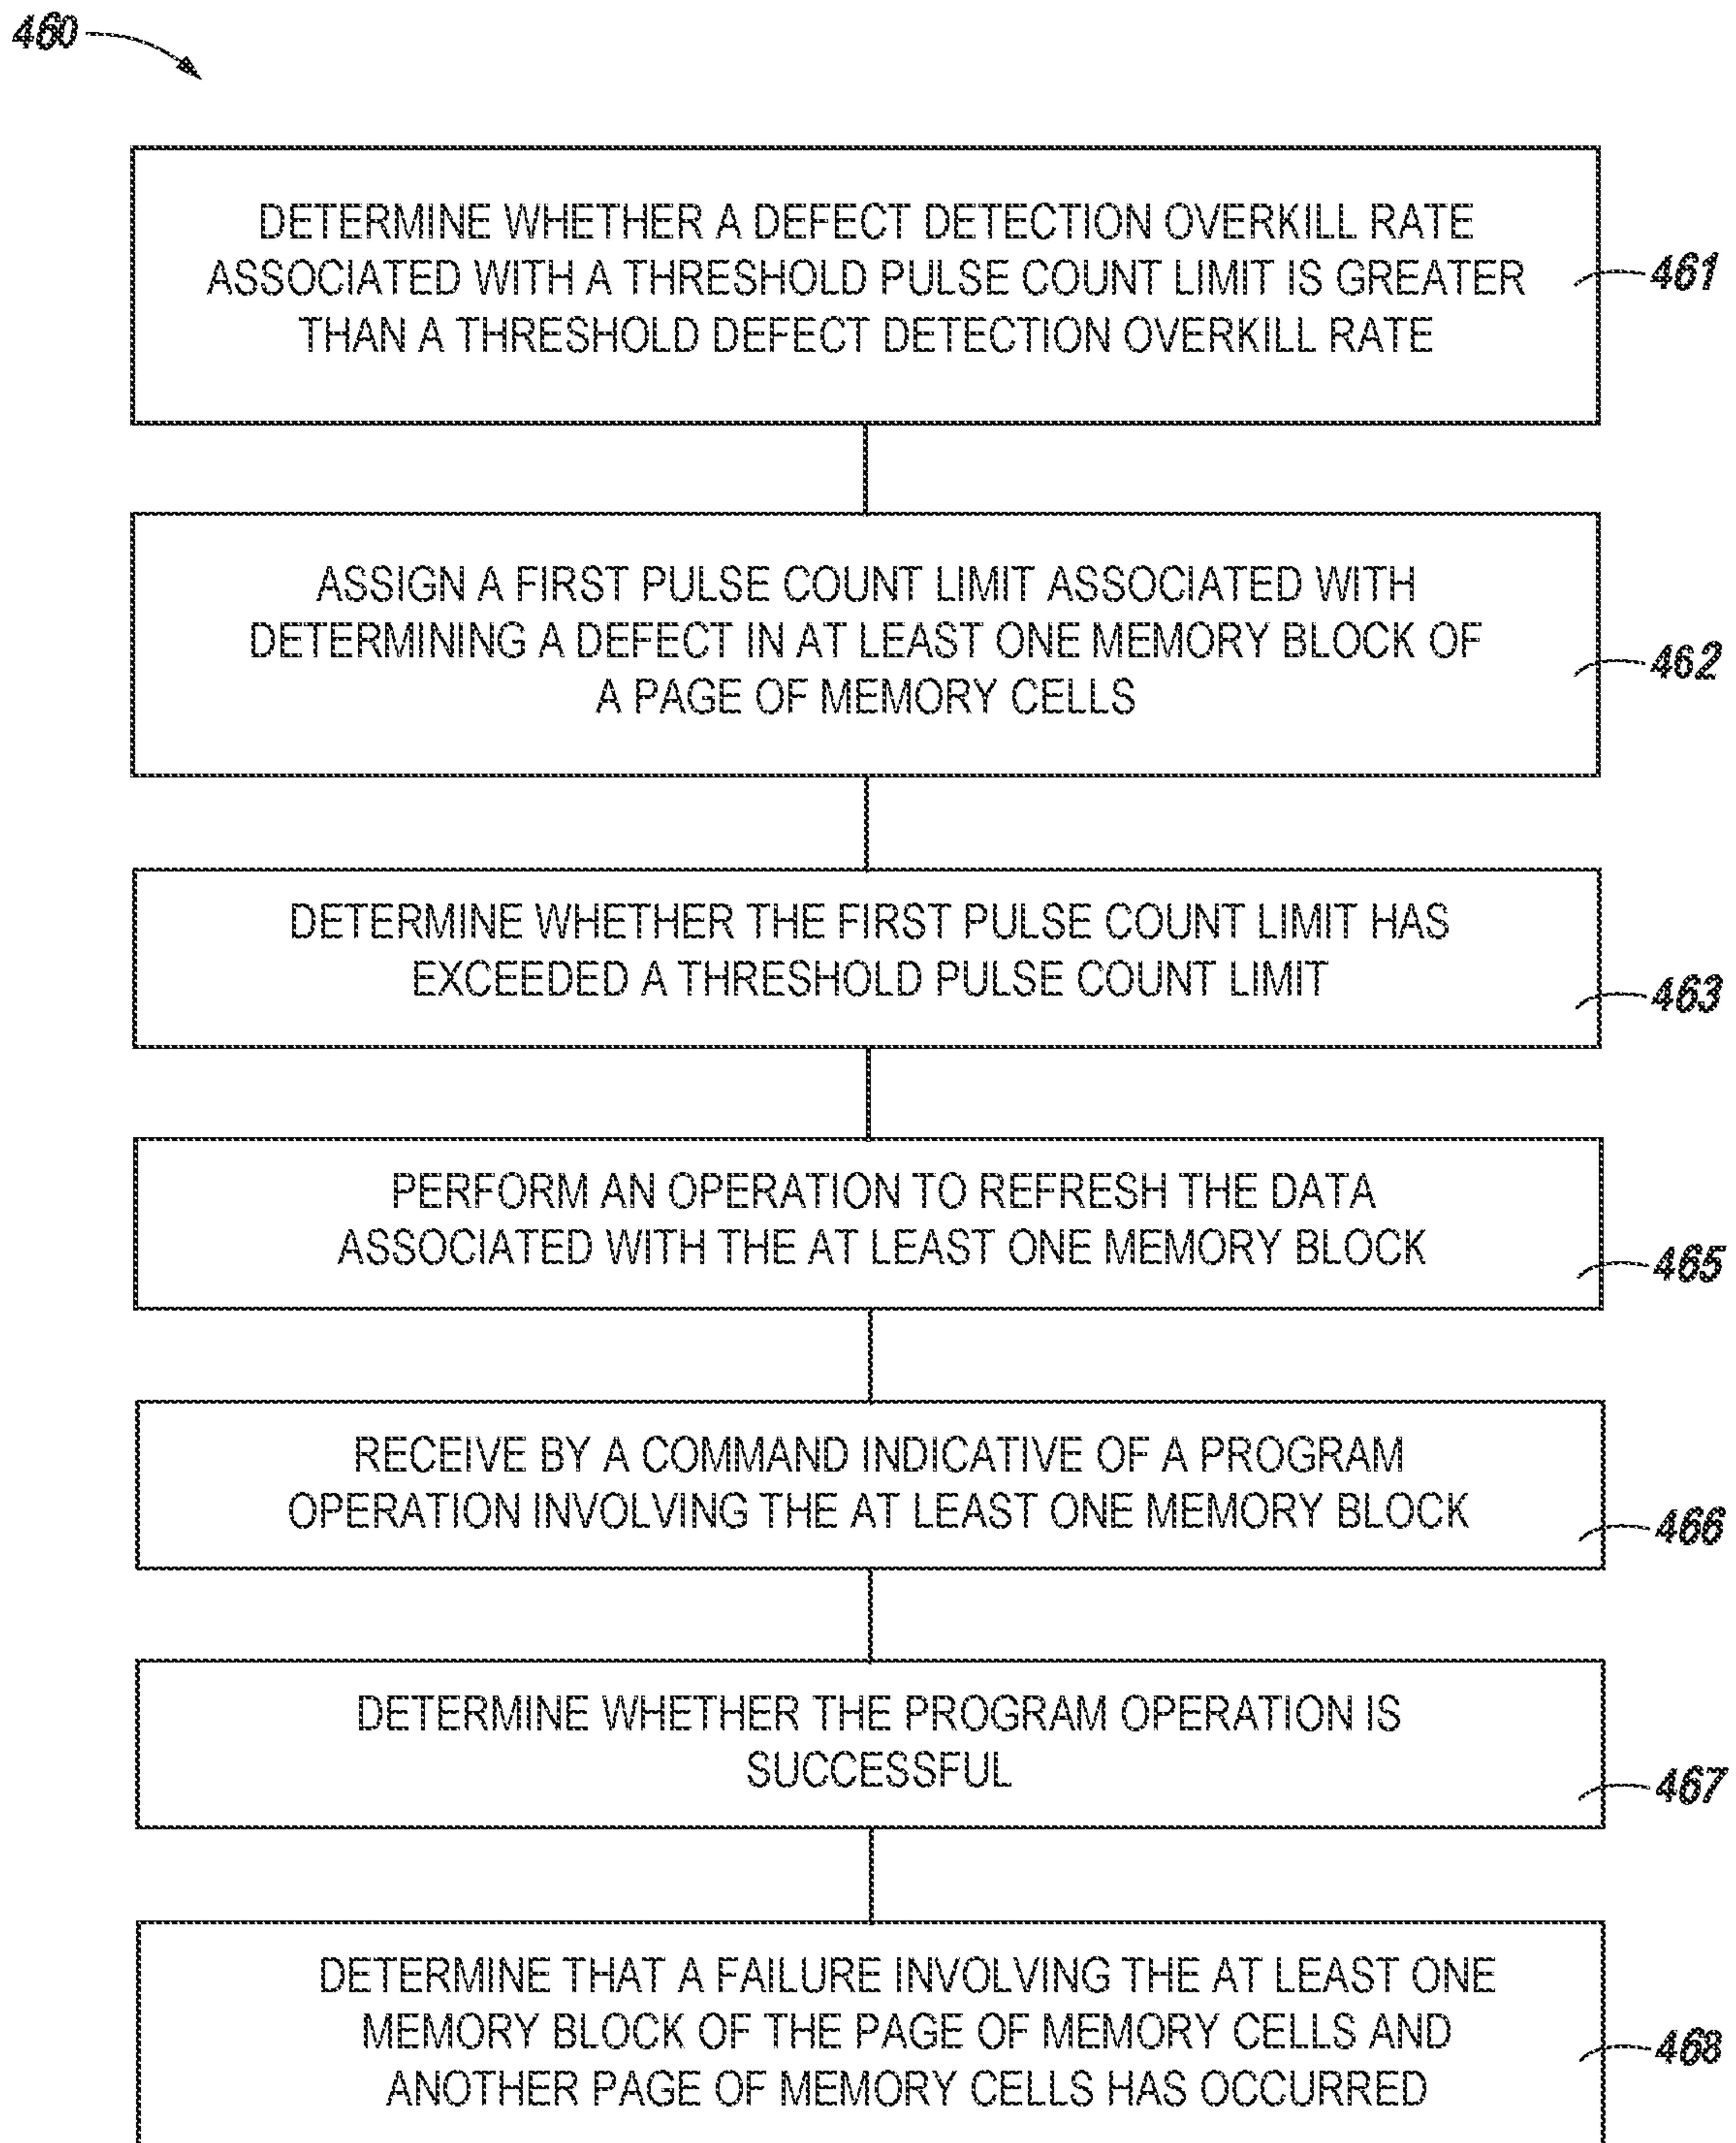 460
DETERMINE WHETHER A DEFECT DETECTION OVERKILL RATE
ASSOCIATED WITH A THRESHOLD PULSE COUNT LIMIT IS GREATER
THAN A THRESHOLD DEFECT DETECTION OVERKILL RATE
461
ASSIGN A FIRST PULSE COUNT LIMIT ASSOCIATED WITH
DETERMINING A DEFECT IN AT LEAST ONE MEMORY BLOCK OF
A PAGE OF MEMORY CELLS
462
DETERMINE WHETHER THE FIRST PULSE COUNT LIMIT HAS
EXCEEDED A THRESHOLD PULSE COUNT LIMIT
463
PERFORM AN OPERATION TO REFRESH THE DATA
ASSOCIATED WITH THE AT LEAST ONE MEMORY BLOCK
465
RECEIVE BY A COMMAND INDICATIVE OF A PROGRAM
OPERATION INVOLVING THE AT LEAST ONE MEMORY BLOCK
466
DETERMINE WHETHER THE PROGRAM OPERATION IS
SUCCESSFUL
467
DETERMINE THAT A FAILURE INVOLVING THE AT LEAST ONE
MEMORY BLOCK OF THE PAGE OF MEMORY CELLS AND
ANOTHER PAGE OF MEMORY CELLS HAS OCCURRED
468